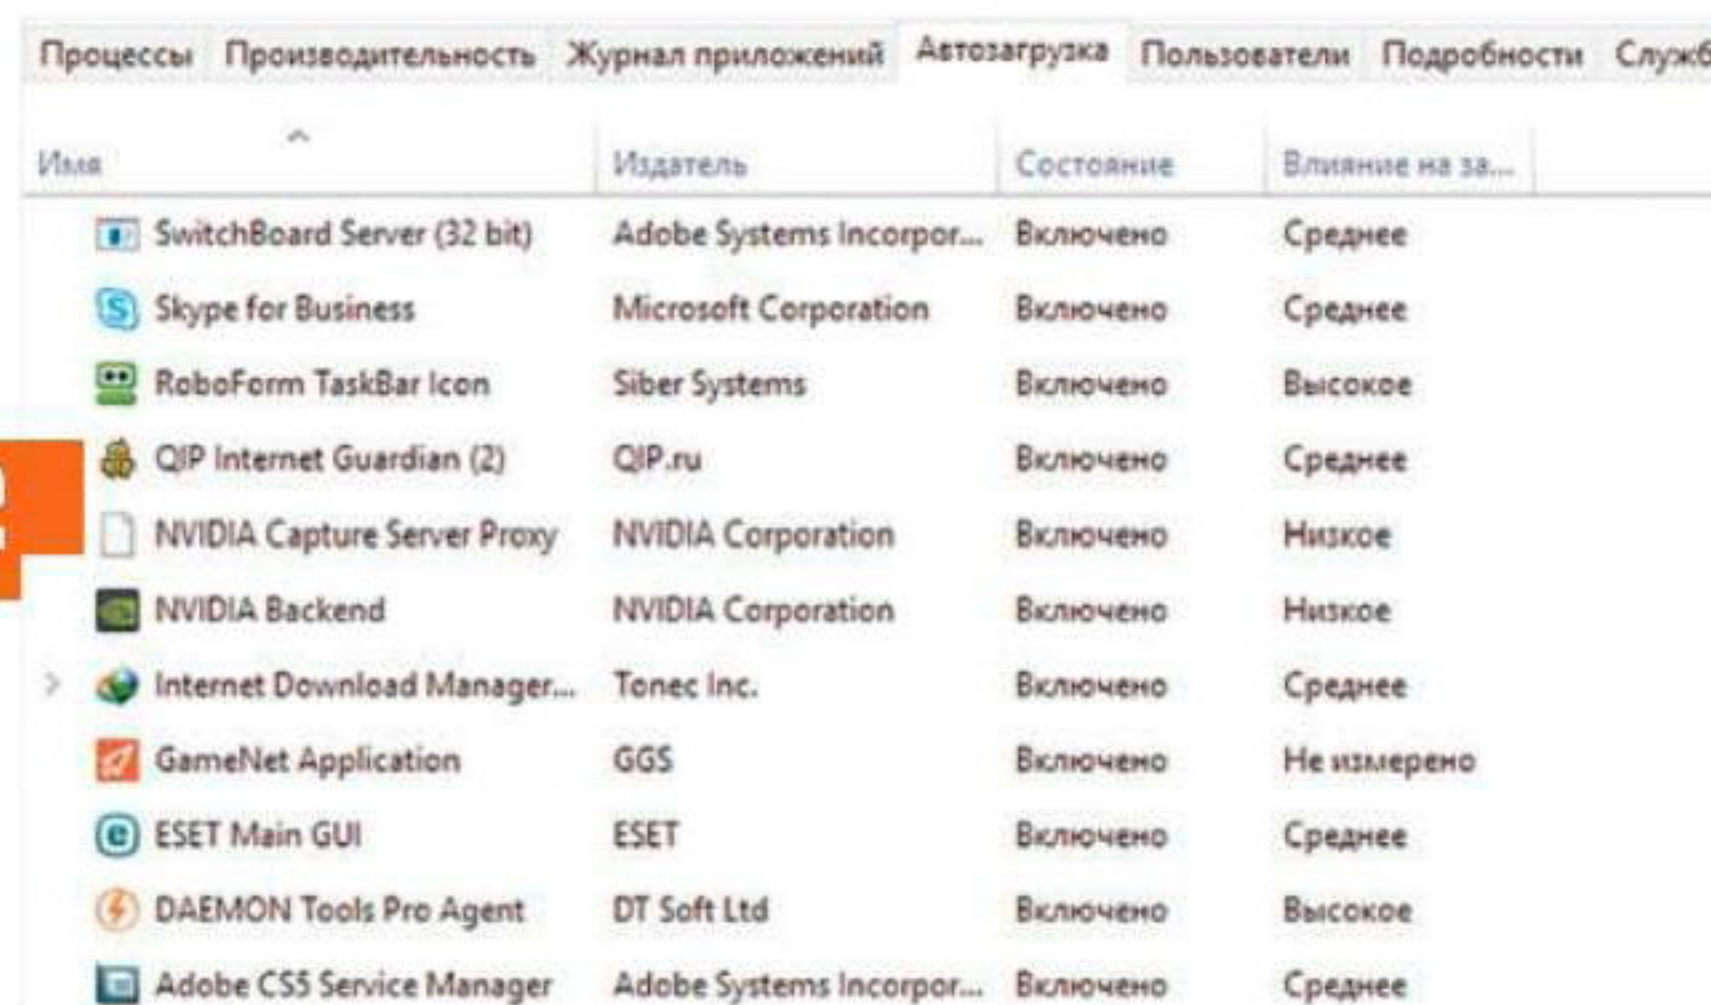 Процессы Производительность Журнал приложений Автозагрузка Пользователи Подробности Служб
Имя Издатель Состояние Влияние на за...
SwitchBoard Server (32 bit) Adobe Systems Incorpor... Включено Среднее
Skype for Business Microsoft Corporation Включено Среднее
RoboForm TaskBar Icon Siber Systems Включено Высокое
QIP Internet Guardian (2) QIP.ru Включено Среднее
NVIDIA Capture Server Proxy NVIDIA Corporation Включено Низкое
NVIDIA Backend NVIDIA Corporation Включено Низкое
Internet Download Manager... Tonec Inc. Включено Среднее
GameNet Application GGS Включено Не измерено
ESET Main GUI ESET Включено Среднее
DAEMON Tools Pro Agent DT Soft Ltd Включено Высокое
Adobe CS5 Service Manager Adobe Systems Incorpor... Включено Среднее